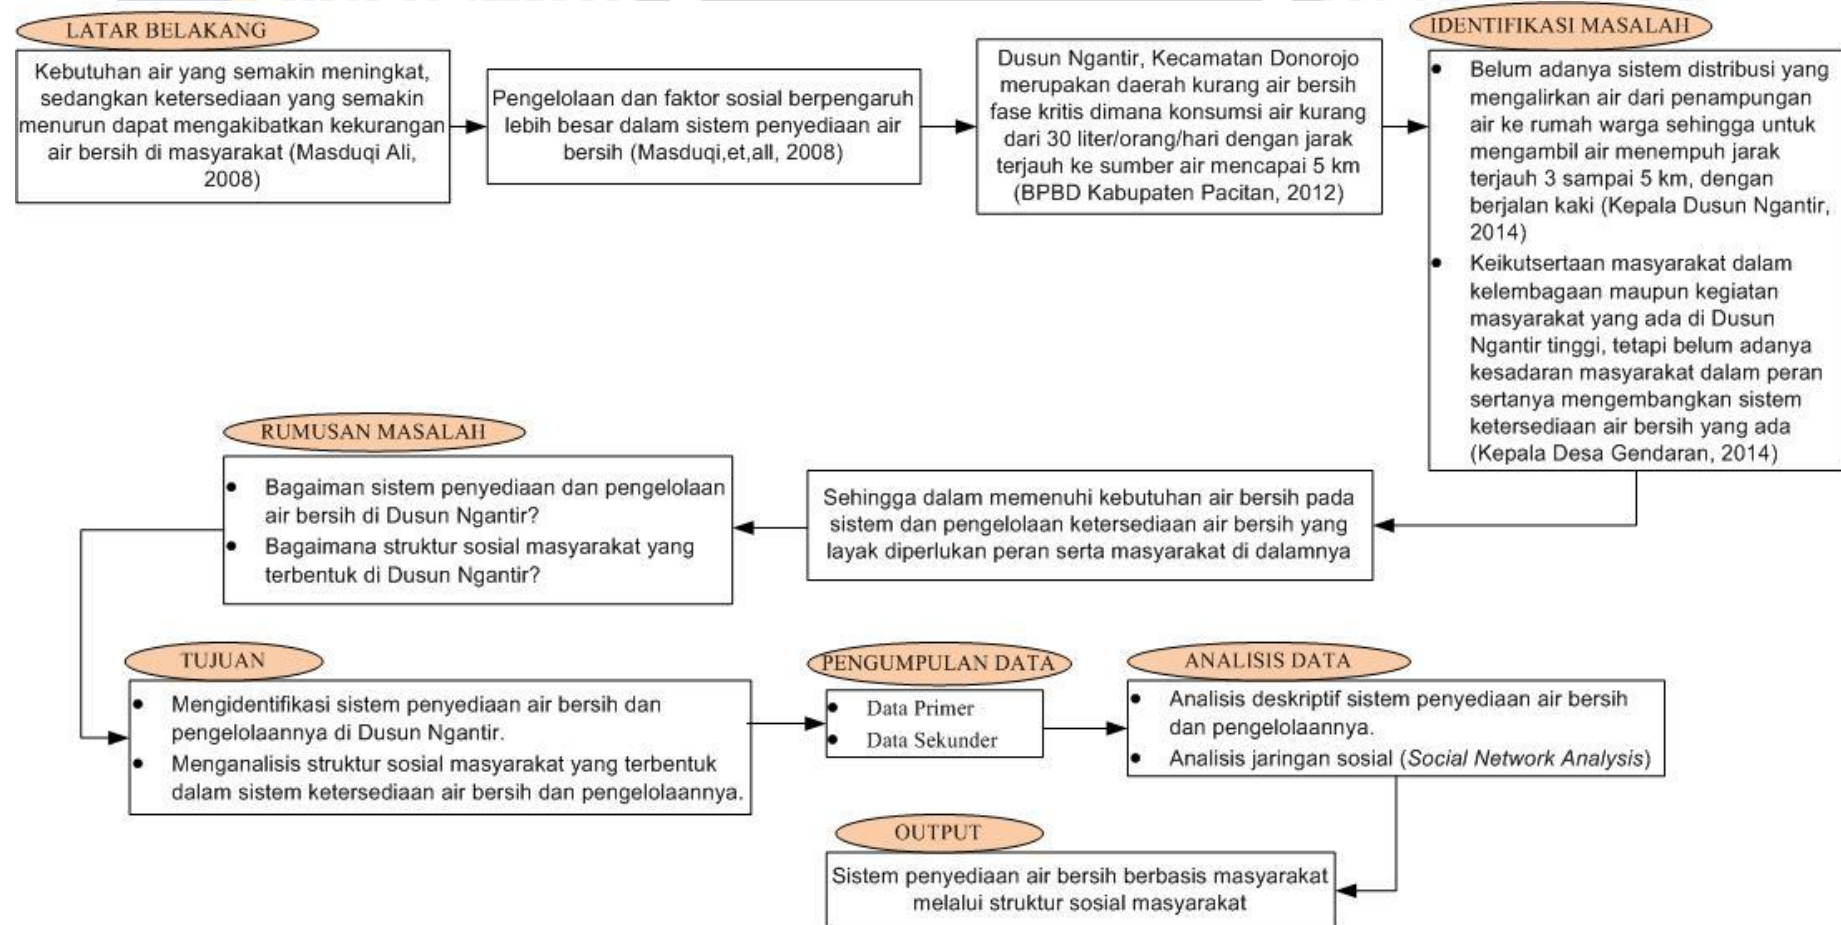 LATAR BELAKANG
Kebutuhan air yang semakin meningkat,
sedangkan ketersediaan yang semakin
menurun dapat mengakibatkan kekurangan
air bersih di masyarakat (Masduqi Ali,
2008)
Pengelolaan dan faktor sosial berpengaruh
lebih besar dalam sistem penyediaan air
bersih (Masduqi,et,all, 2008)
Dusun Ngantir, Kecamatan Donorojo
merupakan daerah kurang air bersih
fase kritis dimana konsumsi air kurang
dari 30 liter/orang/hari dengan jarak
terjauh ke sumber air mencapai 5 km
(BPBD Kabupaten Pacitan, 2012)
IDENTIFIKASI MASALAH
● Belum adanya sistem distribusi yang
mengalirkan air dari penampungan
air ke rumah warga sehingga untuk
mengambil air menempuh jarak
terjauh 3 sampai 5 km, dengan
berjalan kaki (Kepala Dusun Ngantir,
2014)
● Keikutsertaan masyarakat dalam
kelembagaan maupun kegiatan
masyarakat yang ada di Dusun
Ngantir tinggi, tetapi belum adanya
kesadaran masyarakat dalam peran
sertanya mengembangkan sistem
ketersediaan air bersih yang ada
(Kepala Desa Gendaran, 2014)
Sehingga dalam memenuhi kebutuhan air bersih pada
sistem dan pengelolaan ketersediaan air bersih yang
layak diperlukan peran serta masyarakat di dalamnya
RUMUSAN MASALAH
● Bagaiman sistem penyediaan dan pengelolaan
air bersih di Dusun Ngantir?
● Bagaimana struktur sosial masyarakat yang
terbentuk di Dusun Ngantir?
TUJUAN
● Mengidentifikasi sistem penyediaan air bersih dan
pengelolaannya di Dusun Ngantir.
● Menganalisis struktur sosial masyarakat yang terbentuk
dalam sistem ketersediaan air bersih dan pengelolaannya.
PENGUMPULAN DATA
● Data Primer
● Data Sekunder
ANALISIS DATA
● Analisis deskriptif sistem penyediaan air bersih
dan pengelolaannya.
● Analisis jaringan sosial (Social Network Analysis)
OUTPUT
Sistem penyediaan air bersih berbasis masyarakat
melalui struktur sosial masyarakat